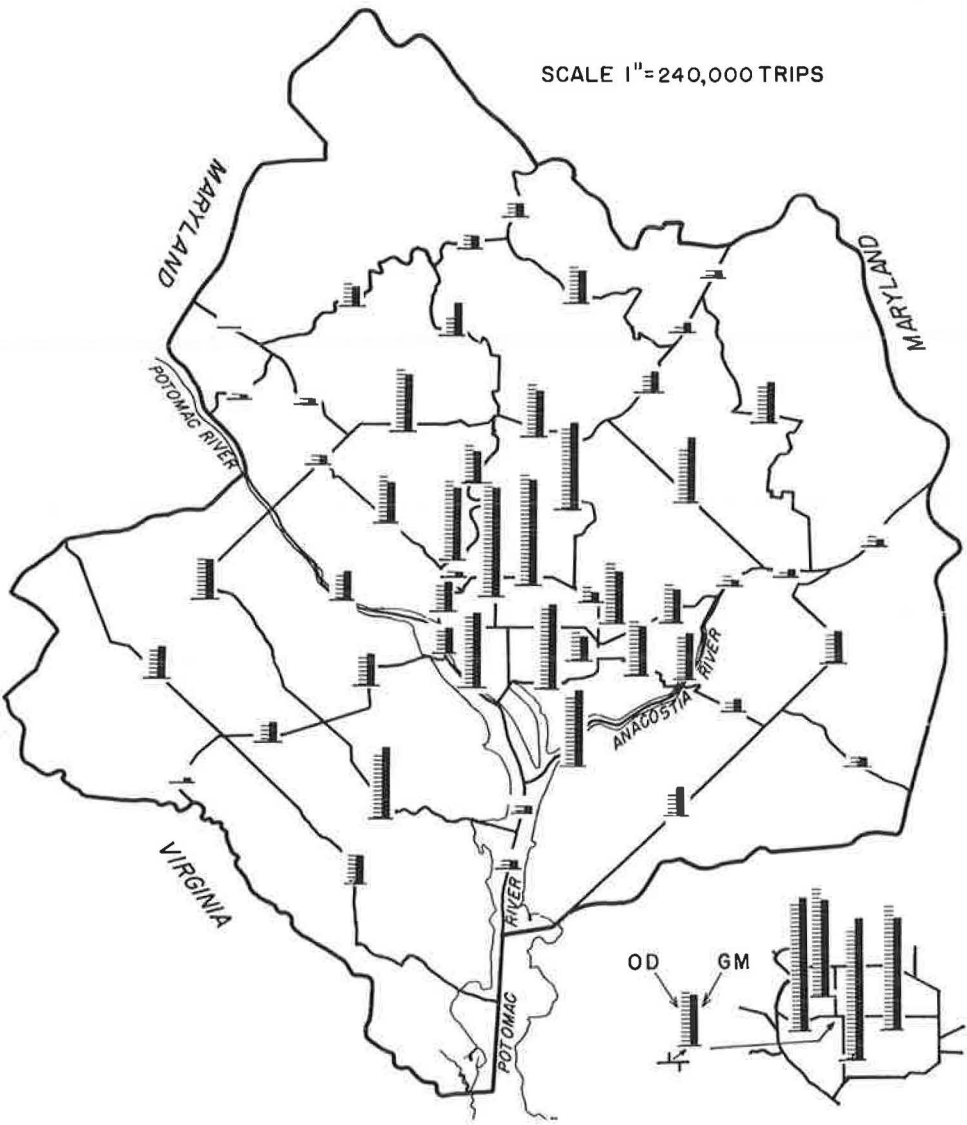 SCALE 1"=240,000 TRIPS
MARYLAND
MARYLAND
POTOMAC RIVER
ANACOSTIA RIVER
VIRGINIA
POTOMAC RIVER
OD GM